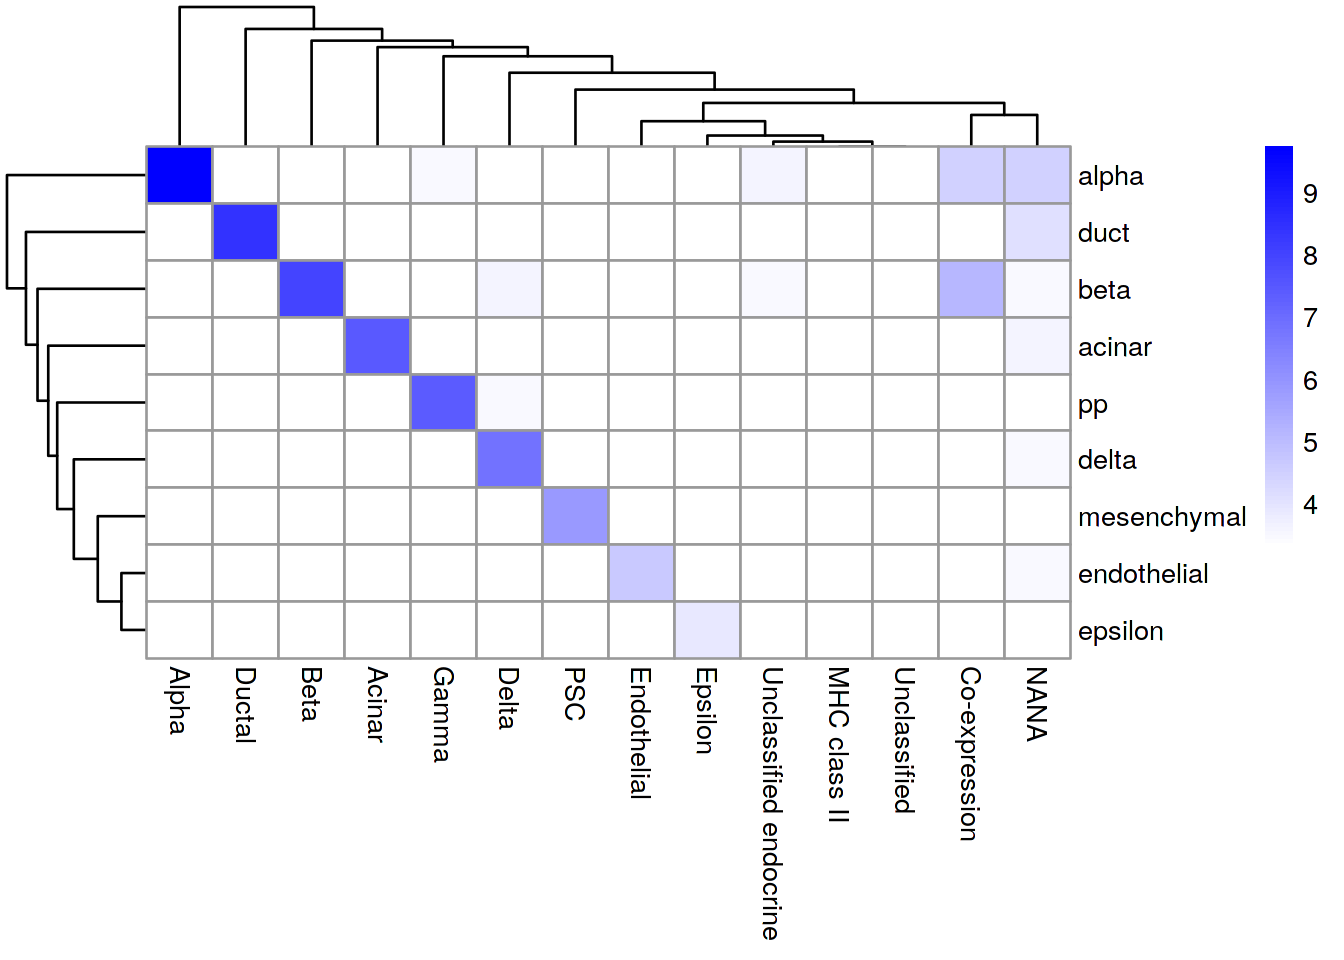 alpha
duct
beta
acinar
pp
delta
mesenchymal
endothelial
epsilon
9
8
7
6
5
4
Alpha
Ductal
Beta
Acinar
Gamma
Delta
PSC
Endothelial
Epsilon
Unclassified endocrine
MHC class II
Unclassified
Co-expression
NANA